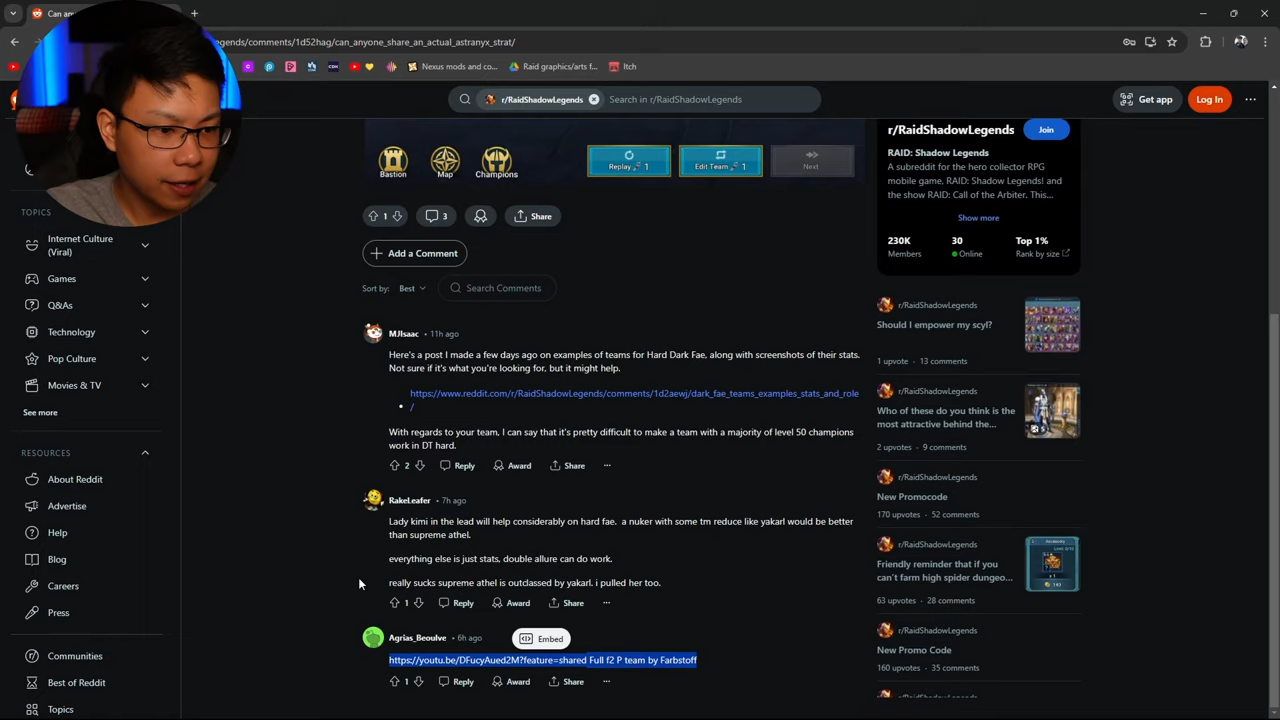 Can any
egends/comments/1d52hag/can_anyone_share_an_actual_astranyx_strat/
CDN
Nexus mods and co...
Raid graphics/arts f...
Itch
r/RaidShadowLegends
Search in r/RaidShadowLegends
Get app
Log In
TOPICS
Internet Culture
(Viral)
Games
Q&As
Technology
Pop Culture
Movies & TV
See more
RESOURCES
About Reddit
Advertise
Help
Blog
Careers
Press
Communities
Best of Reddit
Topics
Bastion
Map
Champions
Replay 1
Edit Team 1
Next
1
3
Share
Add a Comment
Sort by: Best
Search Comments
MJIsaac • 11h ago
Here's a post I made a few days ago on examples of teams for Hard Dark Fae, along with screenshots of their stats.
Not sure if it's what you're looking for, but it might help.
• https://www.reddit.com/r/RaidShadowLegends/comments/1d2aewj/dark_fae_teams_examples_stats_and_role
/
With regards to your team, I can say that it's pretty difficult to make a team with a majority of level 50 champions
work in DT hard.
2 Reply Award Share ...
RakeLeafer • 7h ago
Lady kimi in the lead will help considerably on hard fae. a nuker with some tm reduce like yakarl would be better
than supreme athel.
everything else is just stats, double allure can do work.
really sucks supreme athel is outclassed by yakarl. i pulled her too.
1 Reply Award Share ...
Agrias_Beoulve • 6h ago
Embed
https://youtu.be/DFucyAued2M?feature=shared Full f2 P team by Farbstoff
1 Reply Award Share ...
r/RaidShadowLegends
Join
RAID: Shadow Legends
A subreddit for the hero collector RPG
mobile game, RAID: Shadow Legends! and
the show RAID: Call of the Arbiter. This...
Show more
230K
Members
30
Online
Top 1%
Rank by size
r/RaidShadowLegends
Should I empower my scyl?
1 upvote • 13 comments
r/RaidShadowLegends
Who of these do you think is the
most attractive behind the...
2 upvotes • 9 comments
r/RaidShadowLegends
New Promocode
170 upvotes • 52 comments
r/RaidShadowLegends
Friendly reminder that if you
can't farm high spider dungeo...
63 upvotes • 28 comments
r/RaidShadowLegends
New Promo Code
160 upvotes • 35 comments
r/RaidShadowLegends